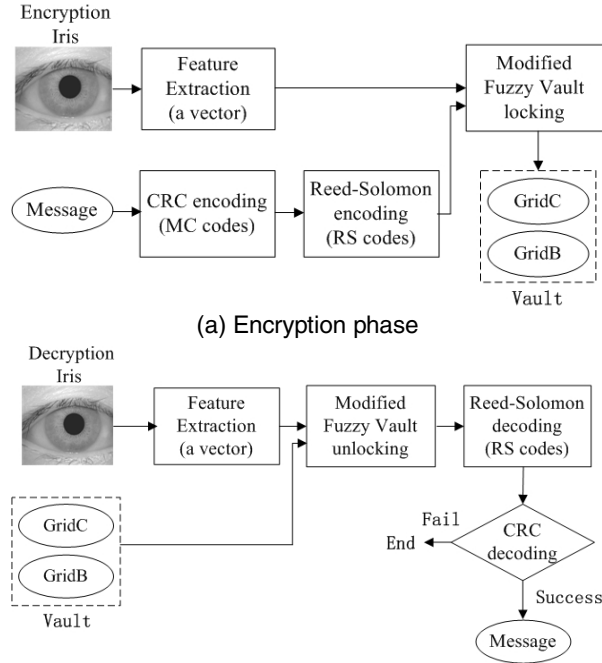 Encryption
Iris
Feature
Extraction
(a vector)
Modified
Fuzzy Vault
locking
Message
CRC encoding
(MC codes)
Reed-Solomon
encoding
(RS codes)
GridC
GridB
Vault
(a) Encryption phase
Decryption
Iris
Feature
Extraction
(a vector)
Modified
Fuzzy Vault
unlocking
Reed-Solomon
decoding
(RS codes)
GridC
GridB
Vault
Fail
End
CRC
decoding
Success
Message